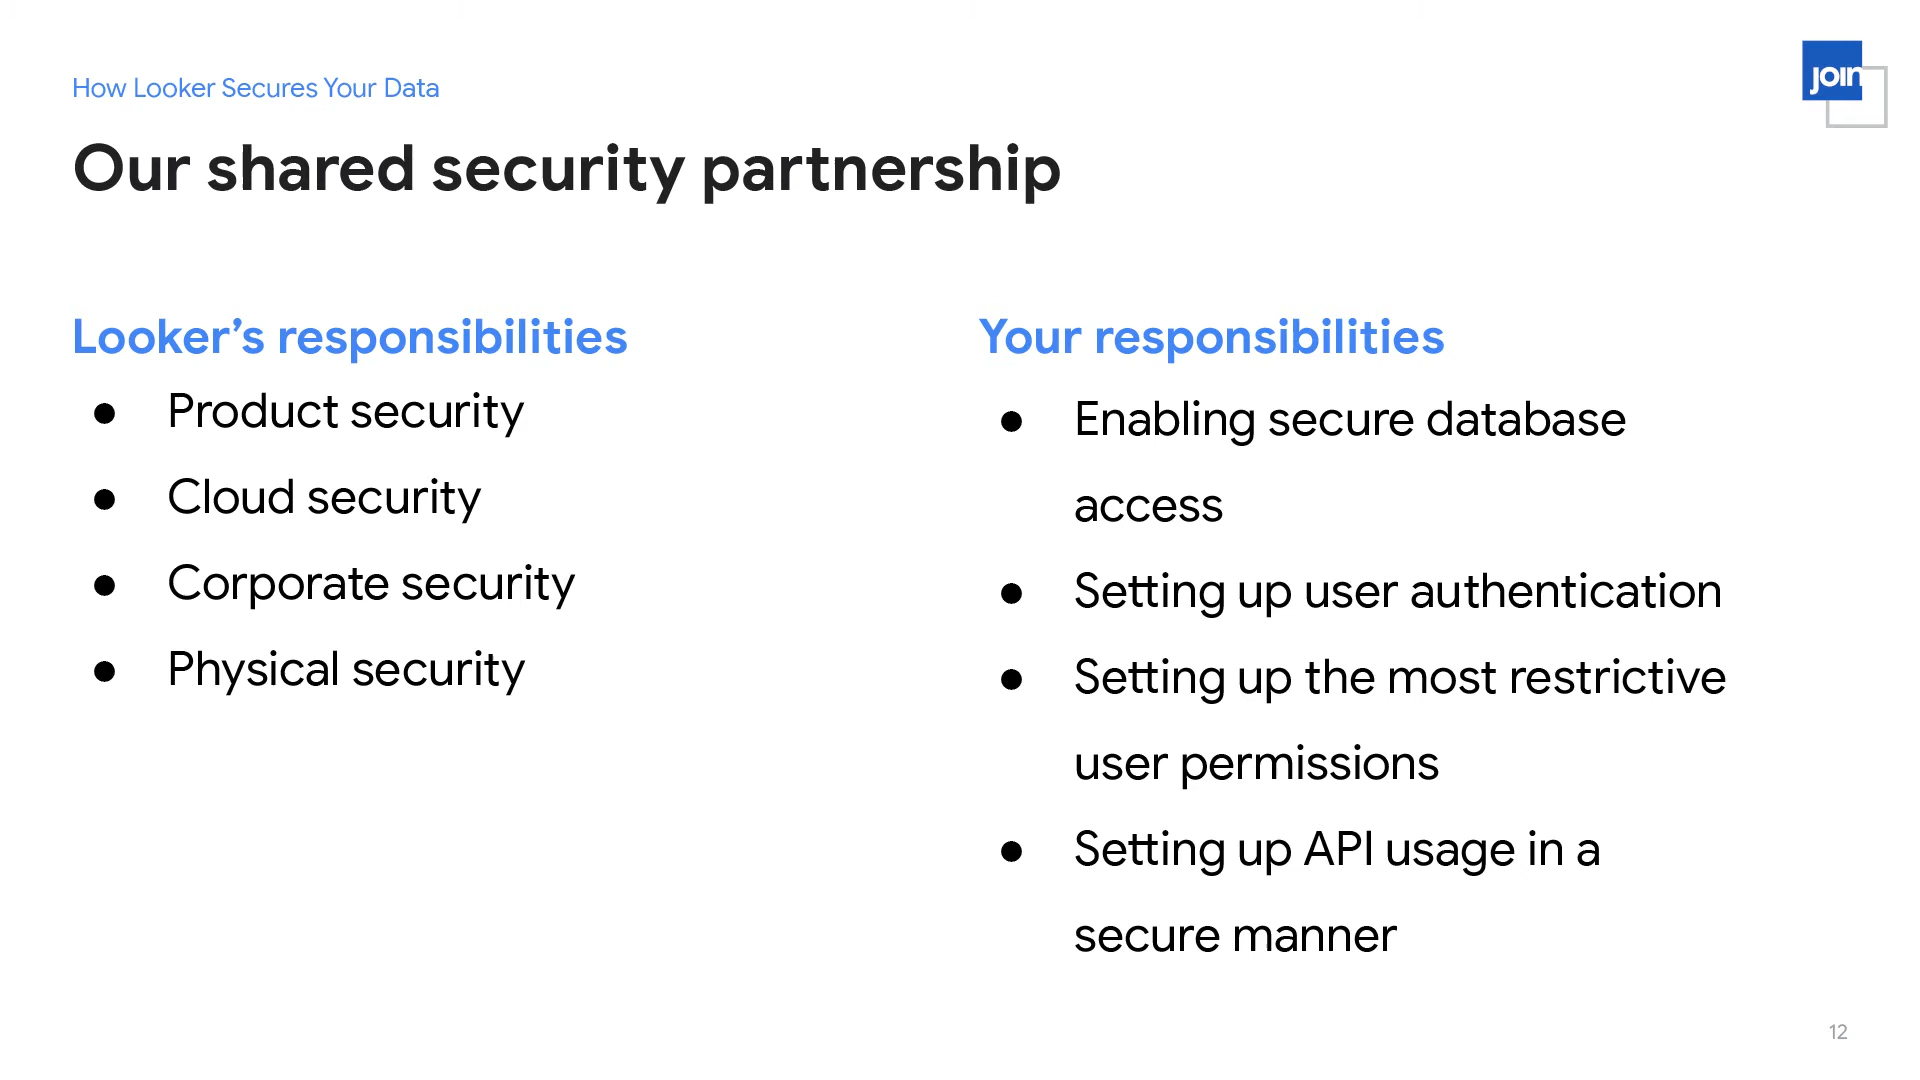 How Looker Secures Your Data
join
Our shared security partnership
Looker’s responsibilities
● Product security
● Cloud security
● Corporate security
● Physical security
Your responsibilities
● Enabling secure database
access
● Setting up user authentication
● Setting up the most restrictive
user permissions
● Setting up API usage in a
secure manner
12